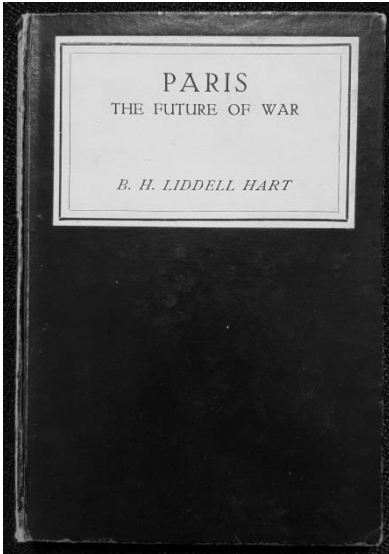 PARIS
THE FUTURE OF WAR
B. H. LIDDELL HART